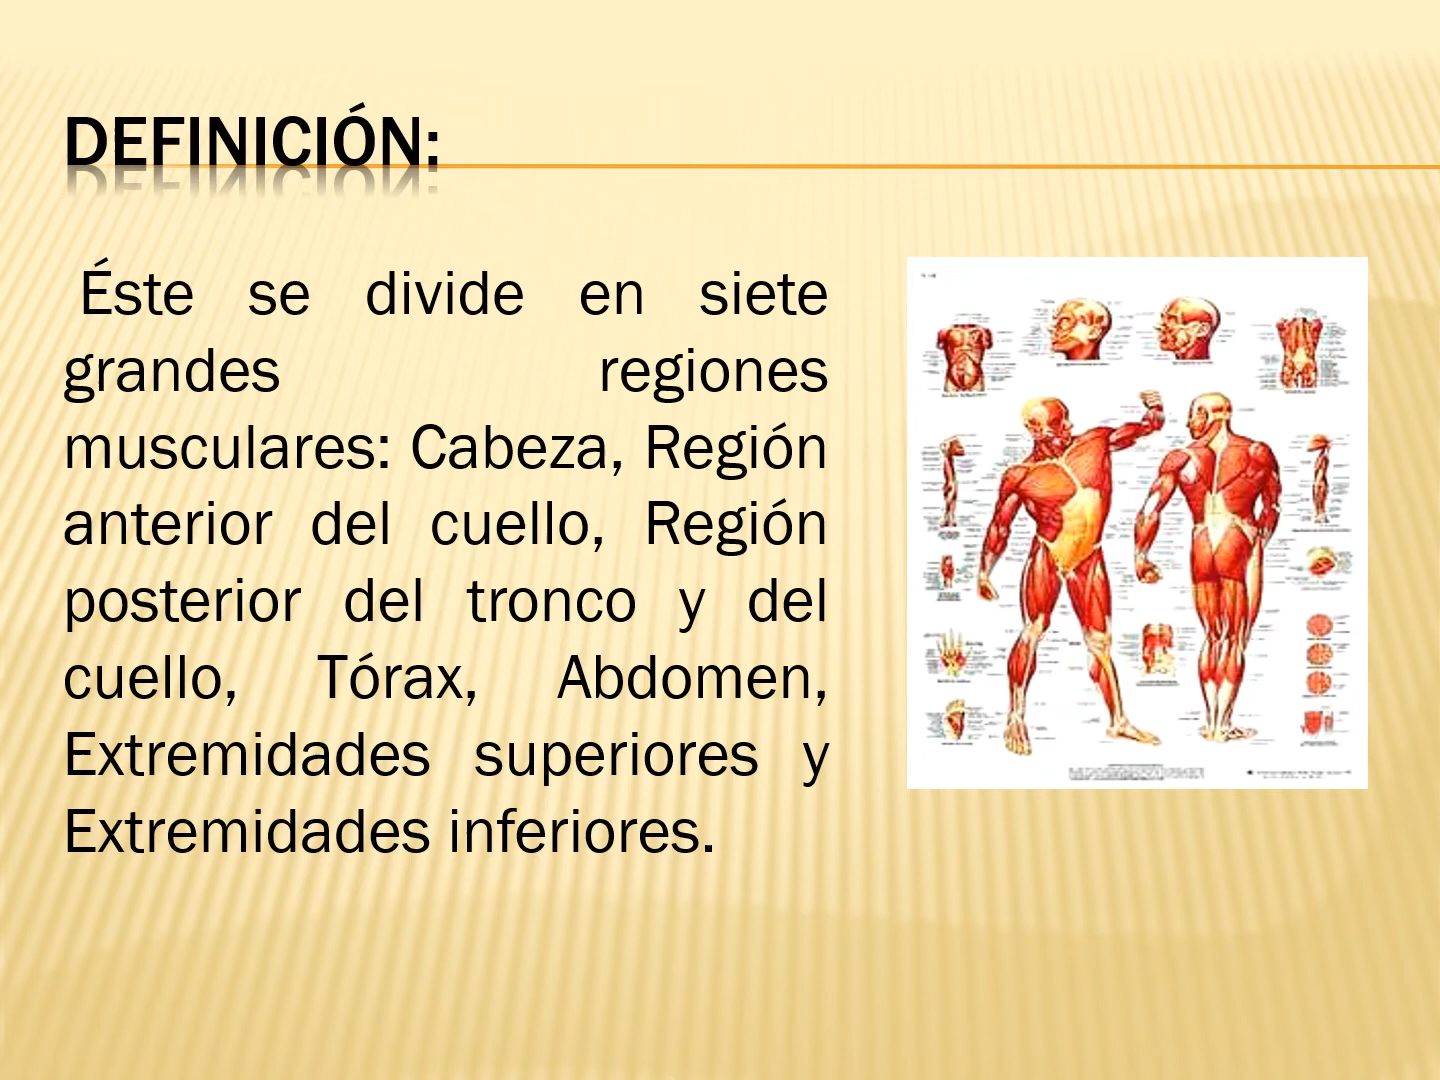 DEFINICIÓN:
Éste se divide en siete
grandes regiones
musculares: Cabeza, Región
anterior del cuello, Región
posterior del tronco y del
cuello, Tórax, Abdomen,
Extremidades superiores y
Extremidades inferiores.